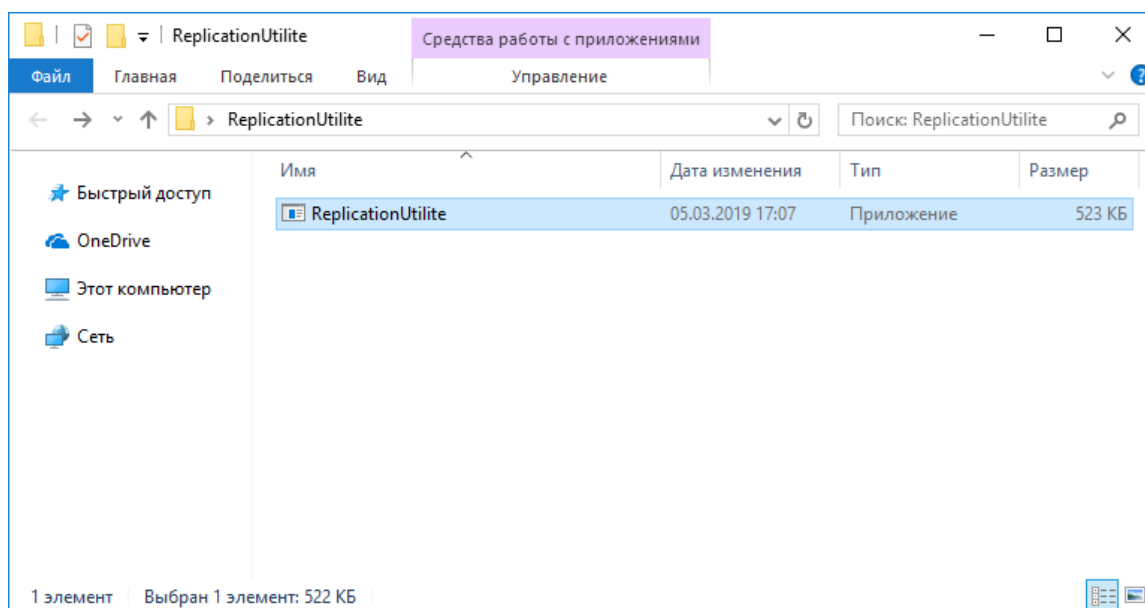 ReplicationUtilite
Средства работы с приложениями
Файл Главная Поделиться Вид Управление
ReplicationUtilite
Поиск: ReplicationUtilite
Имя Дата изменения Тип Размер
Быстрый доступ
ReplicationUtilite 05.03.2019 17:07 Приложение 523 КБ
OneDrive
Этот компьютер
Сеть
1 элемент Выбран 1 элемент: 522 КБ